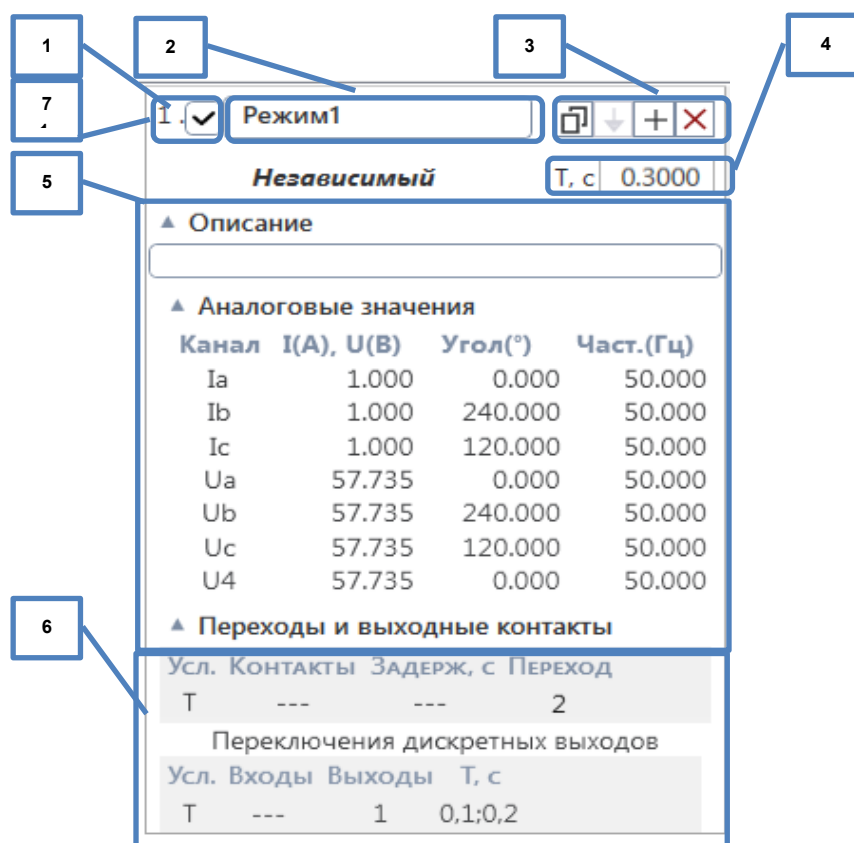 1
2
3
4
7
1 .
Режим1
5
Независимый
T, c 0.3000
Описание
Аналоговые значения
Канал I(A), U(B) Угол(°) Част.(Гц)
Ia 1.000 0.000 50.000
Ib 1.000 240.000 50.000
Ic 1.000 120.000 50.000
Ua 57.735 0.000 50.000
Ub 57.735 240.000 50.000
Uc 57.735 120.000 50.000
U4 57.735 0.000 50.000
6
Переходы и выходные контакты
Усл. Контакты Задерж, с Переход
T --- --- 2
Переключения дискретных выходов
Усл. Входы Выходы T, c
T --- 1 0,1;0,2